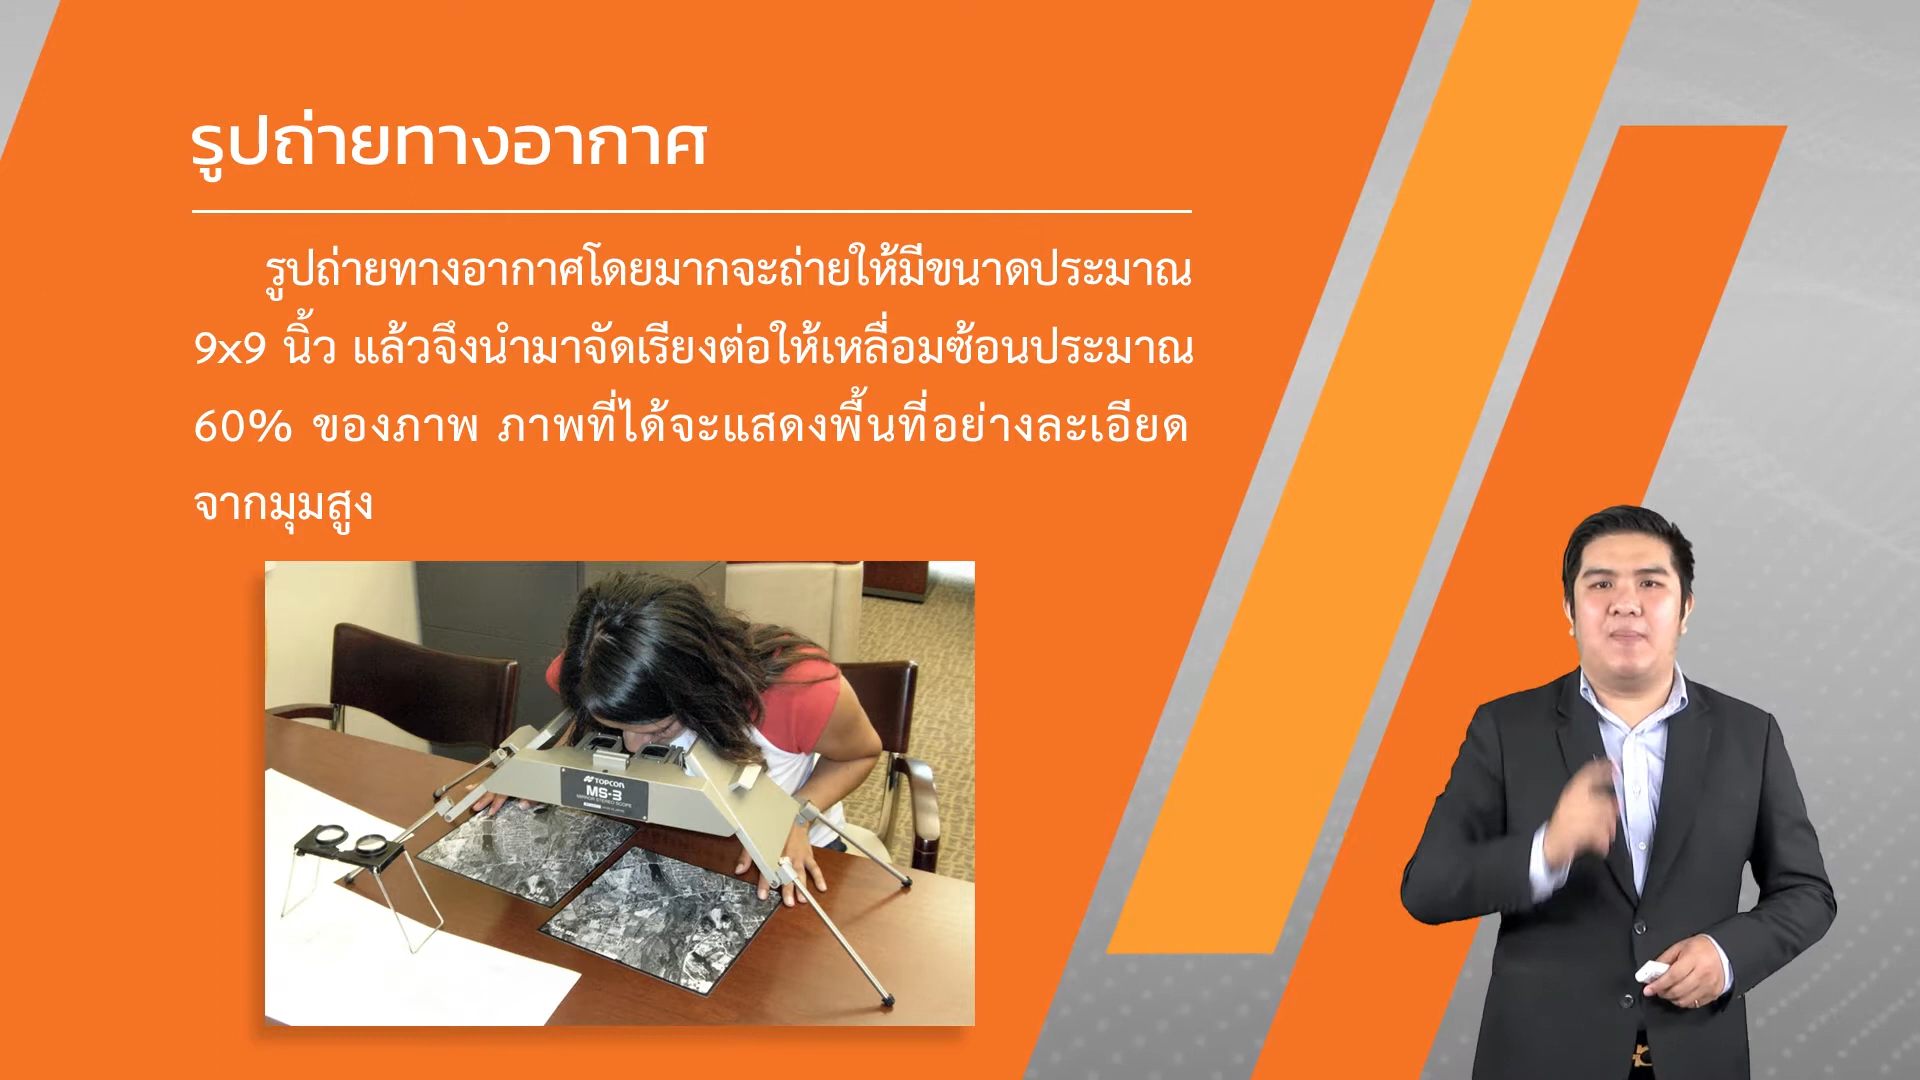 รูปถ่ายทางอากาศ
รูปถ่ายทางอากาศโดยมากจะถ่ายให้มีขนาดประมาณ
9x9 นิ้ว แล้วจึงนำมาจัดเรียงต่อให้เหลื่อมซ้อนประมาณ
60% ของภาพ ภาพที่ได้จะแสดงพื้นที่อย่างละเอียด
จากมุมสูง
TOPCON
MS-3
MIRROR STEREOSCOPE